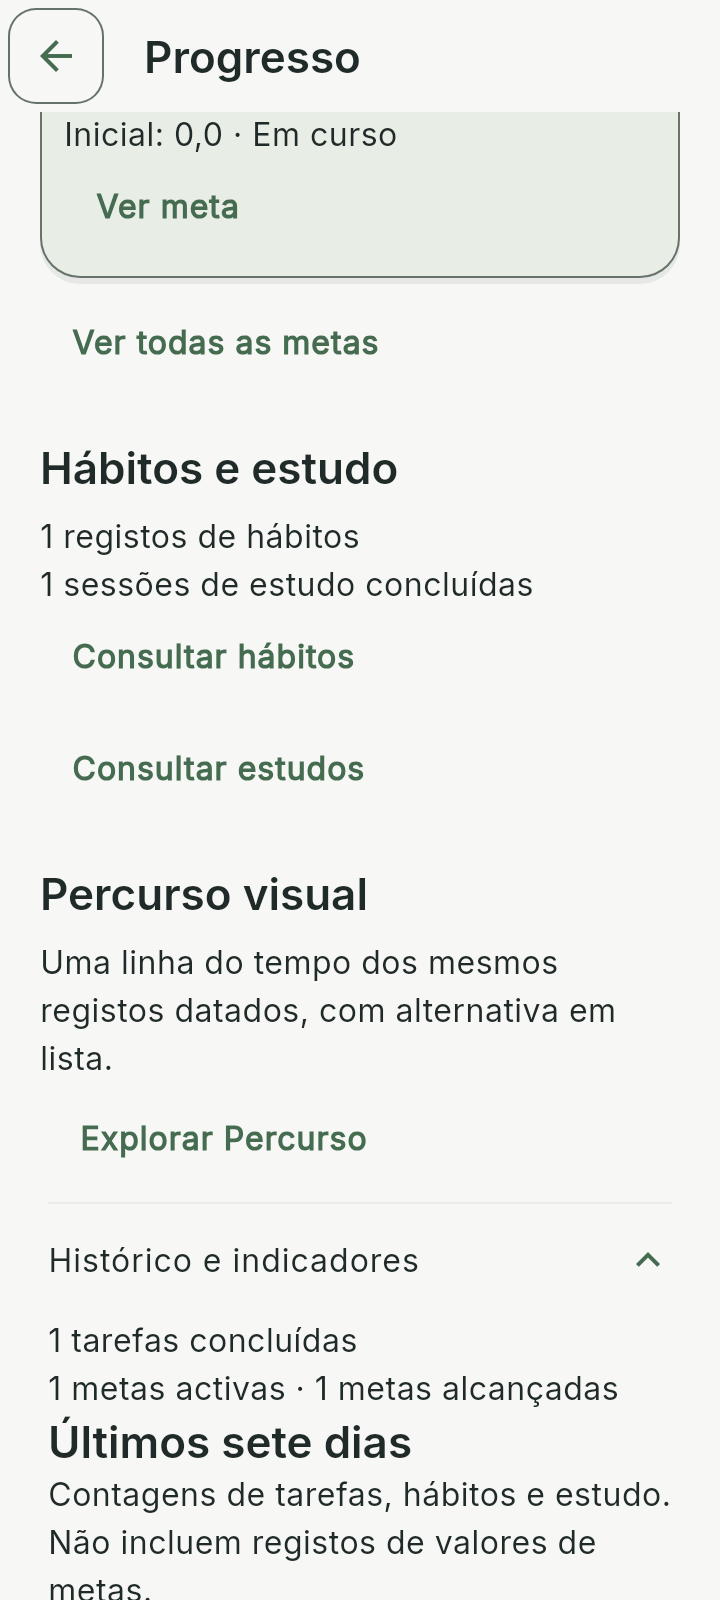 Progresso
Inicial: 0,0 · Em curso
Ver meta
Ver todas as metas
Hábitos e estudo
1 registos de hábitos
1 sessões de estudo concluídas
Consultar hábitos
Consultar estudos
Percurso visual
Uma linha do tempo dos mesmos
registos datados, com alternativa em
lista.
Explorar Percurso
Histórico e indicadores
1 tarefas concluídas
1 metas activas · 1 metas alcançadas
Últimos sete dias
Contagens de tarefas, hábitos e estudo.
Não incluem registos de valores de
metas.